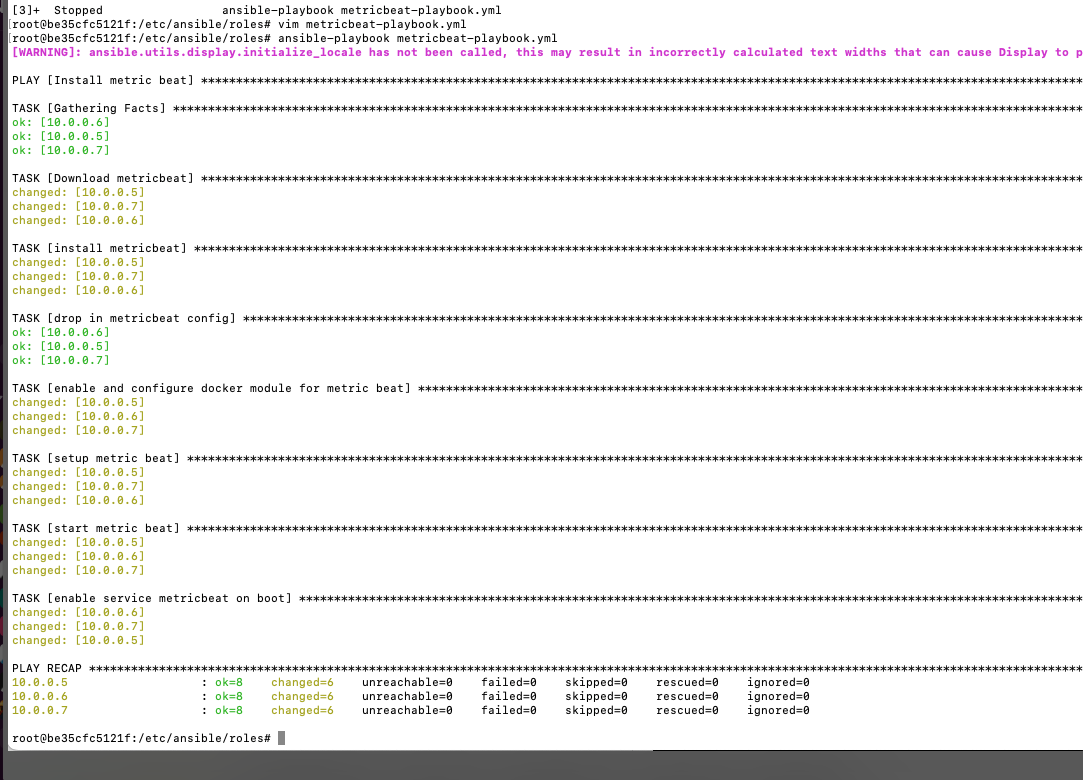 [3]+  Stopped                 ansible-playbook metricbeat-playbook.yml
[root@be35cfc5121f:/etc/ansible/roles# vim metricbeat-playbook.yml
[root@be35cfc5121f:/etc/ansible/roles# ansible-playbook metricbeat-playbook.yml
[WARNING]: ansible.utils.display.initialize_locale has not been called, this may result in incorrectly calculated text widths that can cause Display to p
PLAY [Install metric beat] ******************************************************************************************************************************
TASK [Gathering Facts] **********************************************************************************************************************************
ok: [10.0.0.6]
ok: [10.0.0.5]
ok: [10.0.0.7]
TASK [Download metricbeat] ******************************************************************************************************************************
changed: [10.0.0.5]
changed: [10.0.0.7]
changed: [10.0.0.6]
TASK [install metricbeat] *******************************************************************************************************************************
changed: [10.0.0.5]
changed: [10.0.0.7]
changed: [10.0.0.6]
TASK [drop in metricbeat config] ************************************************************************************************************************
ok: [10.0.0.6]
ok: [10.0.0.5]
ok: [10.0.0.7]
TASK [enable and configure docker module for metric beat] ***********************************************************************************************
changed: [10.0.0.5]
changed: [10.0.0.6]
changed: [10.0.0.7]
TASK [setup metric beat] ********************************************************************************************************************************
changed: [10.0.0.5]
changed: [10.0.0.7]
changed: [10.0.0.6]
TASK [start metric beat] ********************************************************************************************************************************
changed: [10.0.0.5]
changed: [10.0.0.6]
changed: [10.0.0.7]
TASK [enable service metricbeat on boot] ****************************************************************************************************************
changed: [10.0.0.6]
changed: [10.0.0.7]
changed: [10.0.0.5]
PLAY RECAP **********************************************************************************************************************************************
10.0.0.5                   : ok=8    changed=6    unreachable=0    failed=0    skipped=0    rescued=0    ignored=0
10.0.0.6                   : ok=8    changed=6    unreachable=0    failed=0    skipped=0    rescued=0    ignored=0
10.0.0.7                   : ok=8    changed=6    unreachable=0    failed=0    skipped=0    rescued=0    ignored=0
root@be35cfc5121f:/etc/ansible/roles#